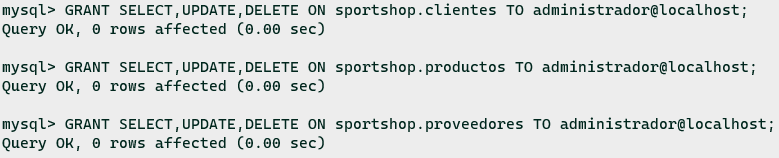 mysql> GRANT SELECT,UPDATE,DELETE ON sportshop.clientes TO administrador@localhost;
Query OK, 0 rows affected (0.00 sec)
mysql> GRANT SELECT,UPDATE,DELETE ON sportshop.productos TO administrador@localhost;
Query OK, 0 rows affected (0.00 sec)
mysql> GRANT SELECT,UPDATE,DELETE ON sportshop.proveedores TO administrador@localhost;
Query OK, 0 rows affected (0.00 sec)